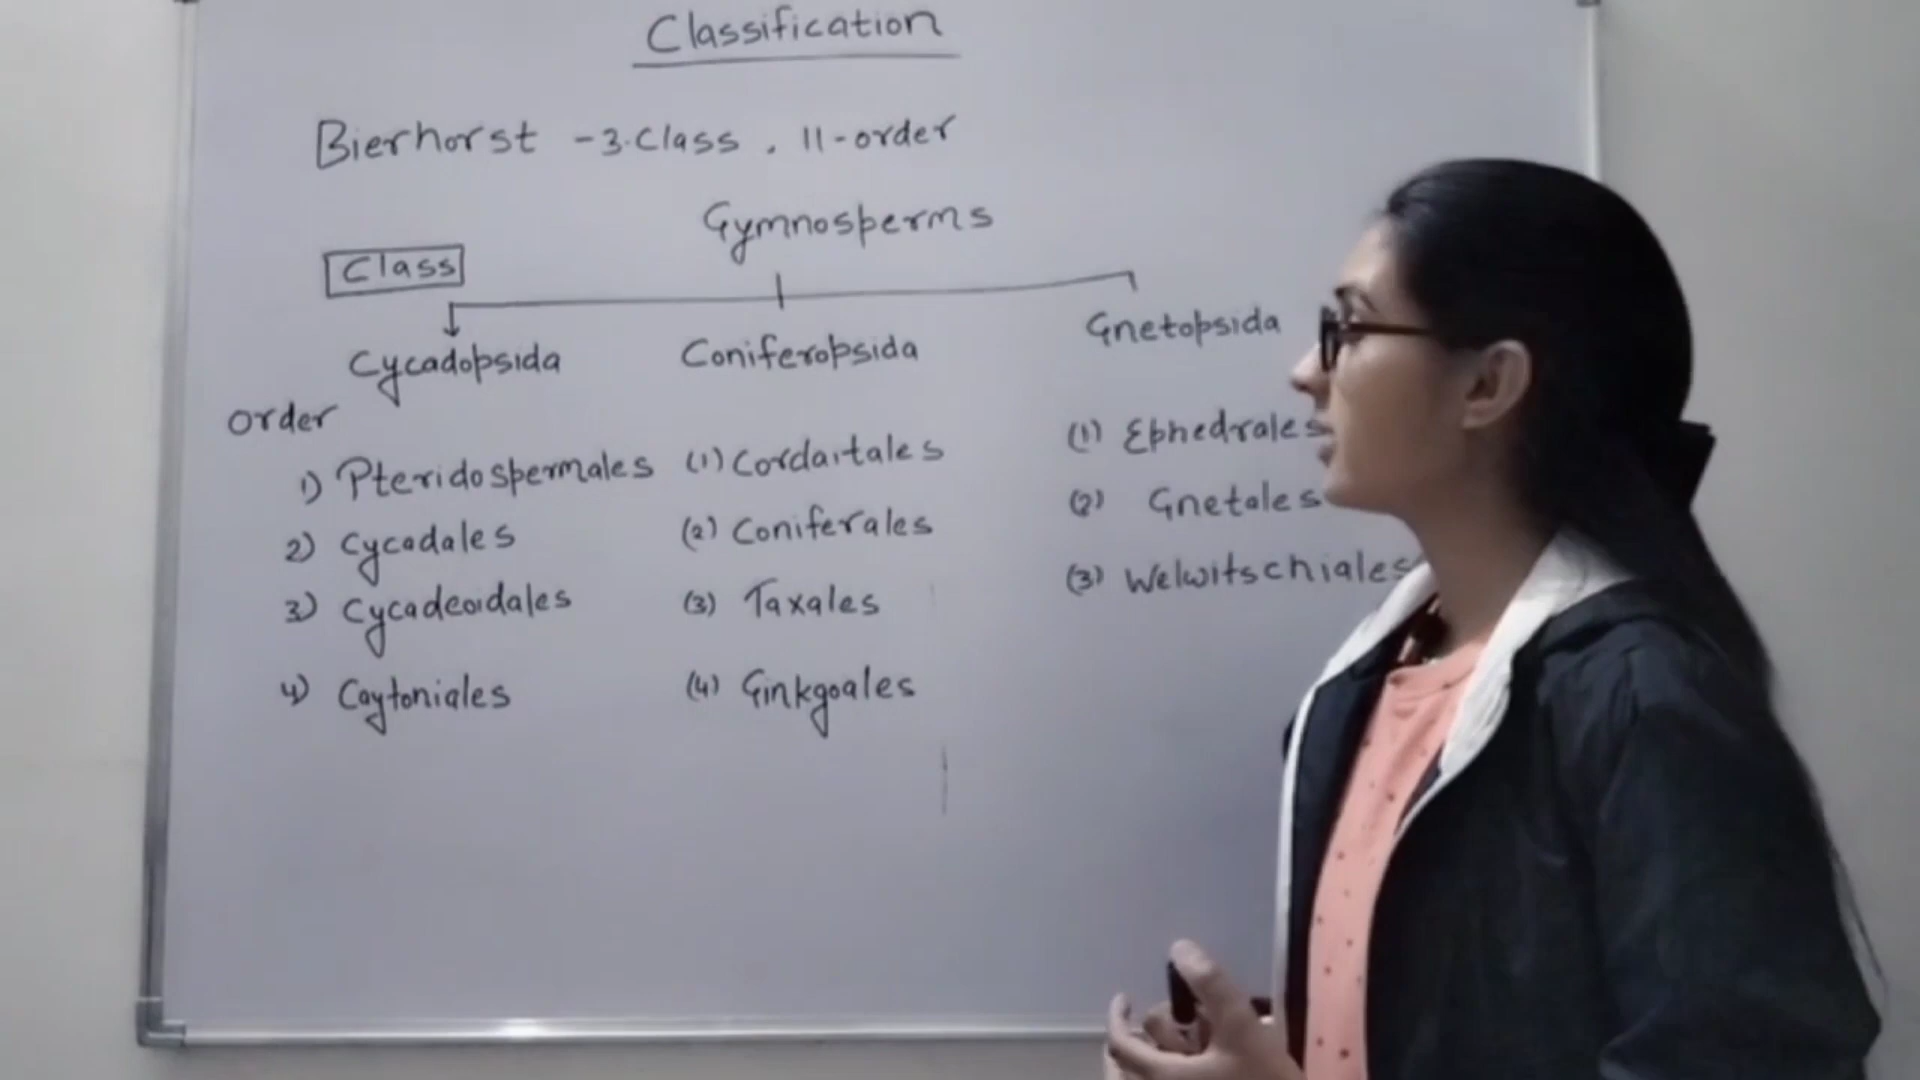 Classification
Bierhorst - 3.Class . 11-order
Gymnosperms
Class
Cycadopsida Coniferopsida Gnetopsida
order
1) Pteridospermales (1) Cordaitales (1) Ephedrales
2) Cycadales (2) Coniferales (2) Gnetales
3) Cycadeoidales (3) Taxales (3) Welwitschiales
4) Caytoniales (4) Ginkgoales